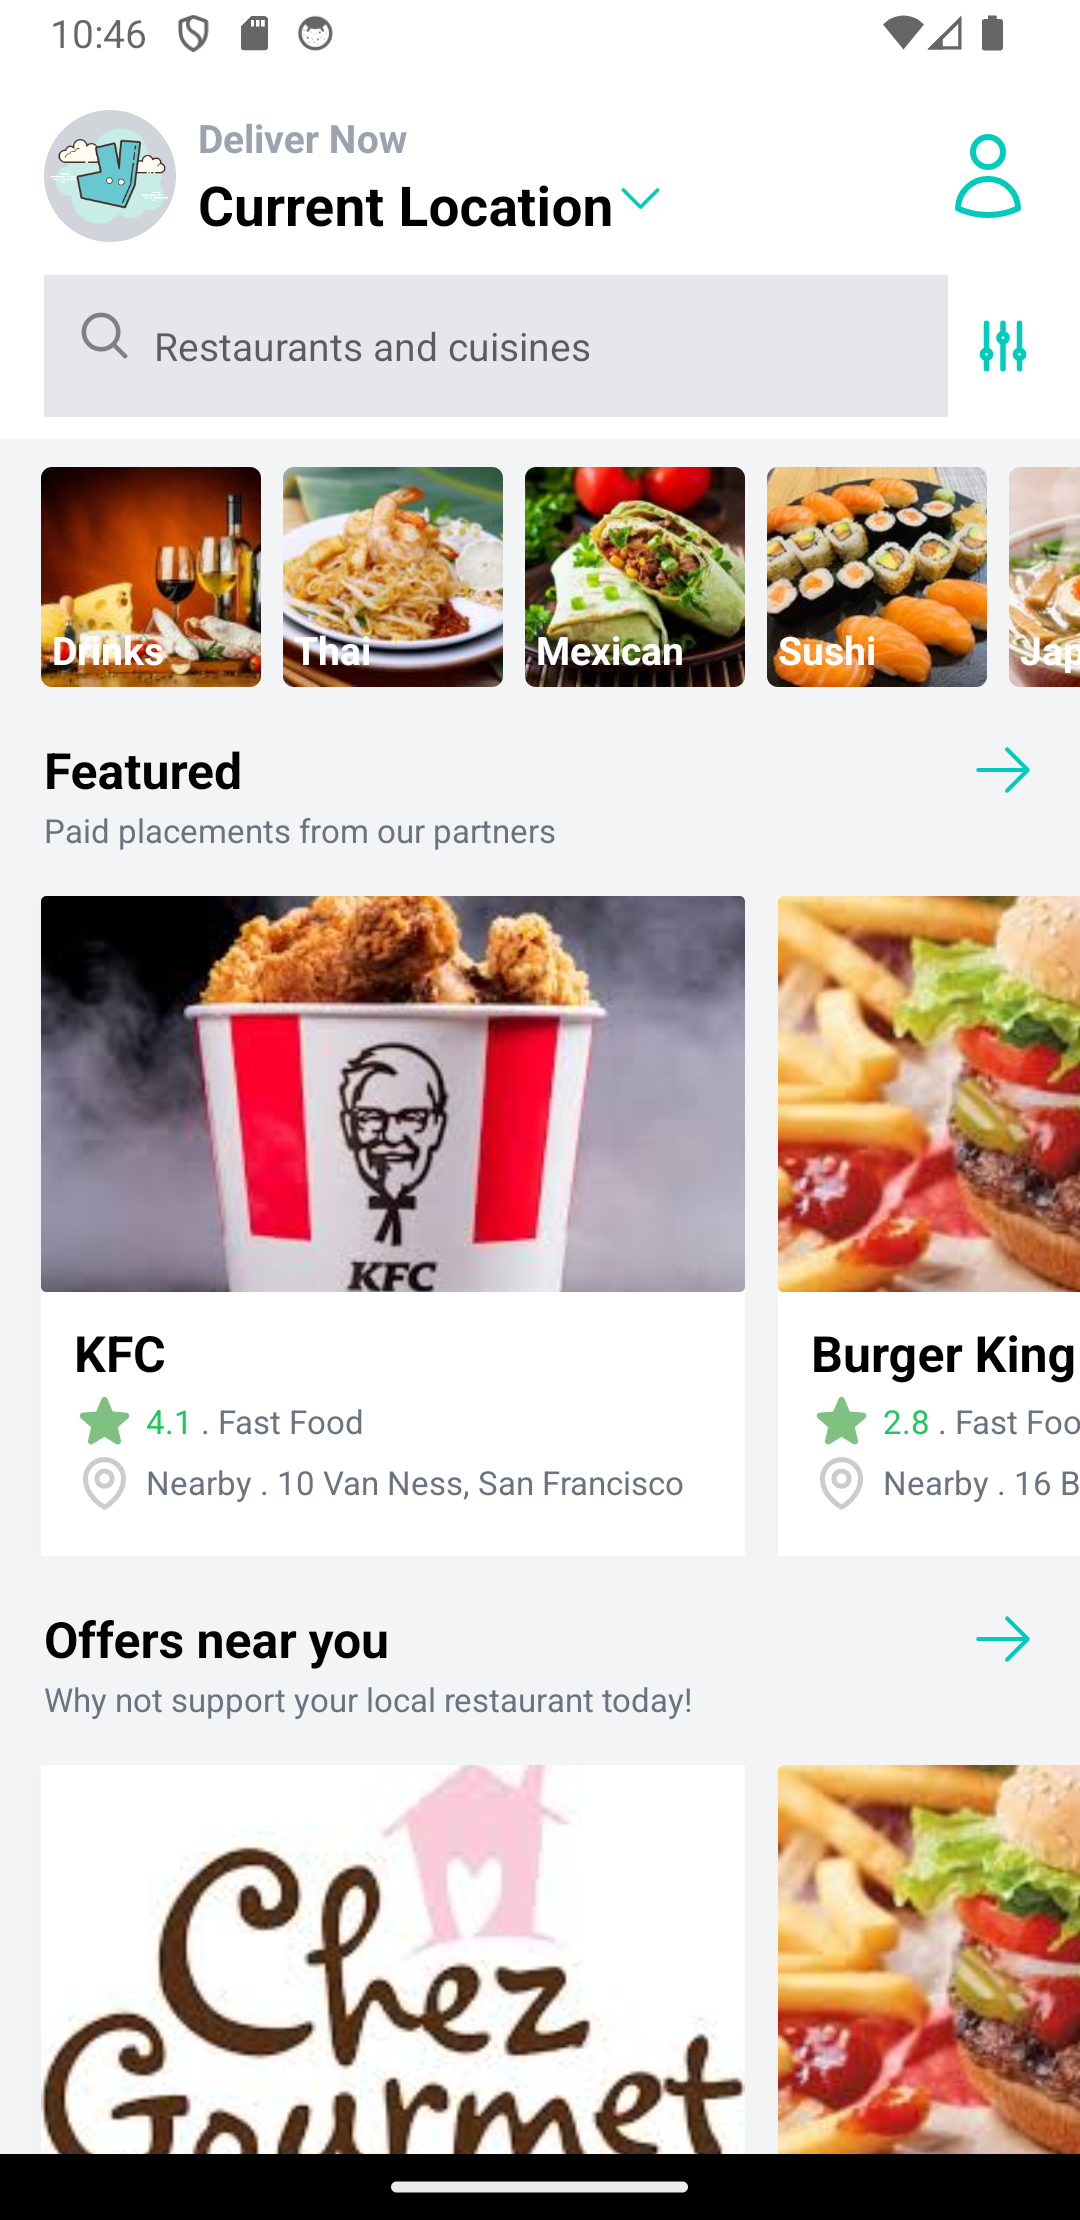 10:46
Deliver Now
Current Location
Restaurants and cuisines
Drinks
Thai
Mexican
Sushi
Jap
Featured
Paid placements from our partners
KFC
KFC
4.1 . Fast Food
Nearby . 10 Van Ness, San Francisco
Burger King
2.8 . Fast Foo
Nearby . 16 B
Offers near you
Why not support your local restaurant today!
Chez
Gourmet